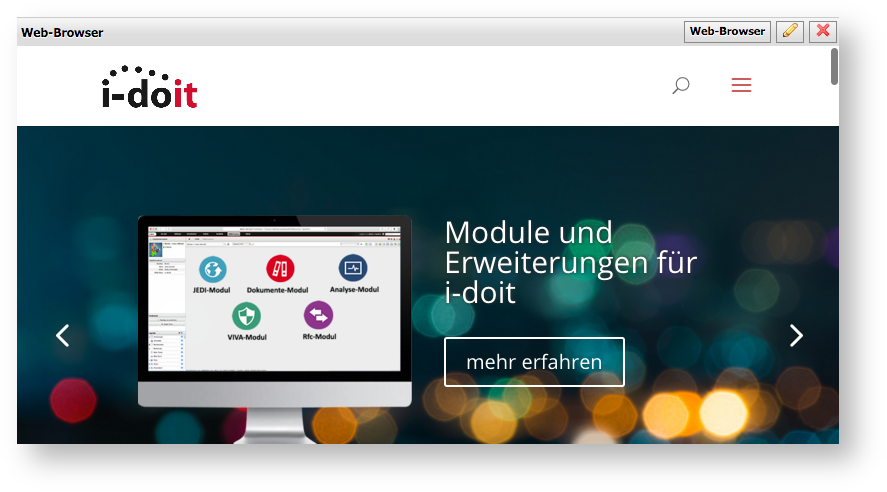 Web-Browser Web-Browser
i-doit
Module und
Erweiterungen für
i-doit
JEDI-Modul Dokumente-Modul Analyse-Modul
VIVA-Modul Rfc-Modul
mehr erfahren